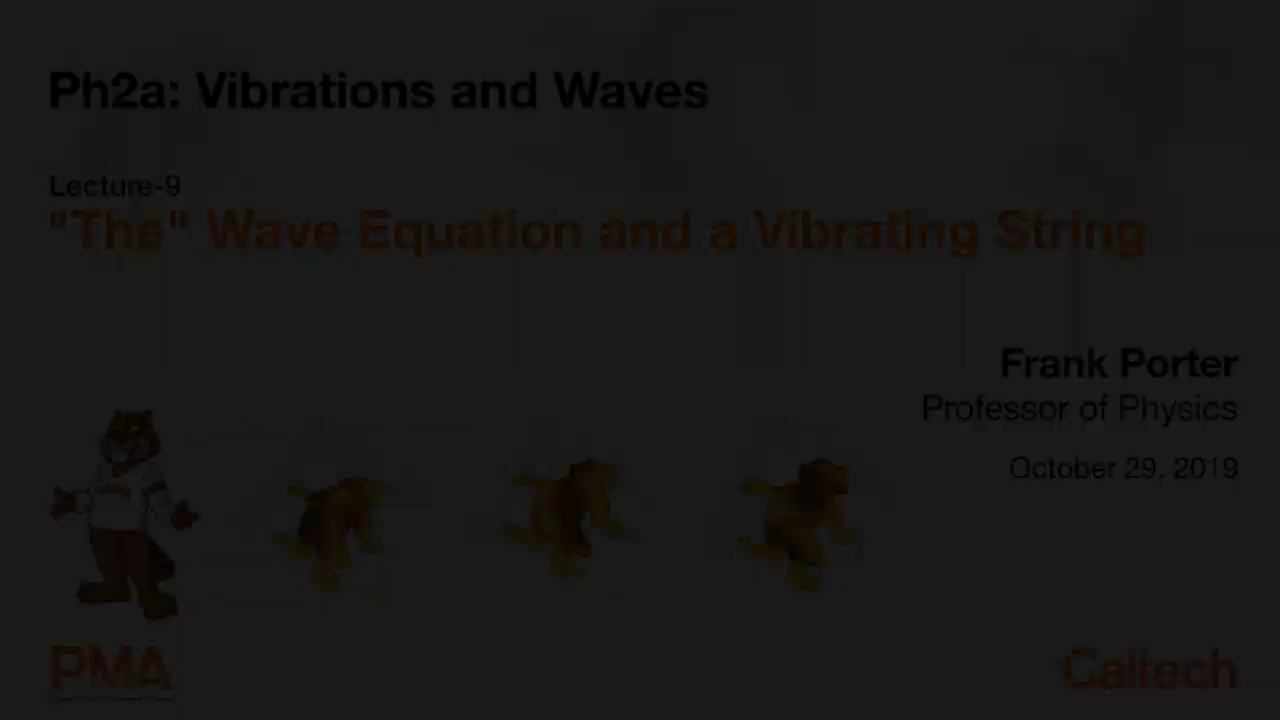 Ph2a: Vibrations and Waves
Lecture-9
"The" Wave Equation and a Vibrating String
Frank Porter
Professor of Physics
October 29, 2019
PMA
Caltech